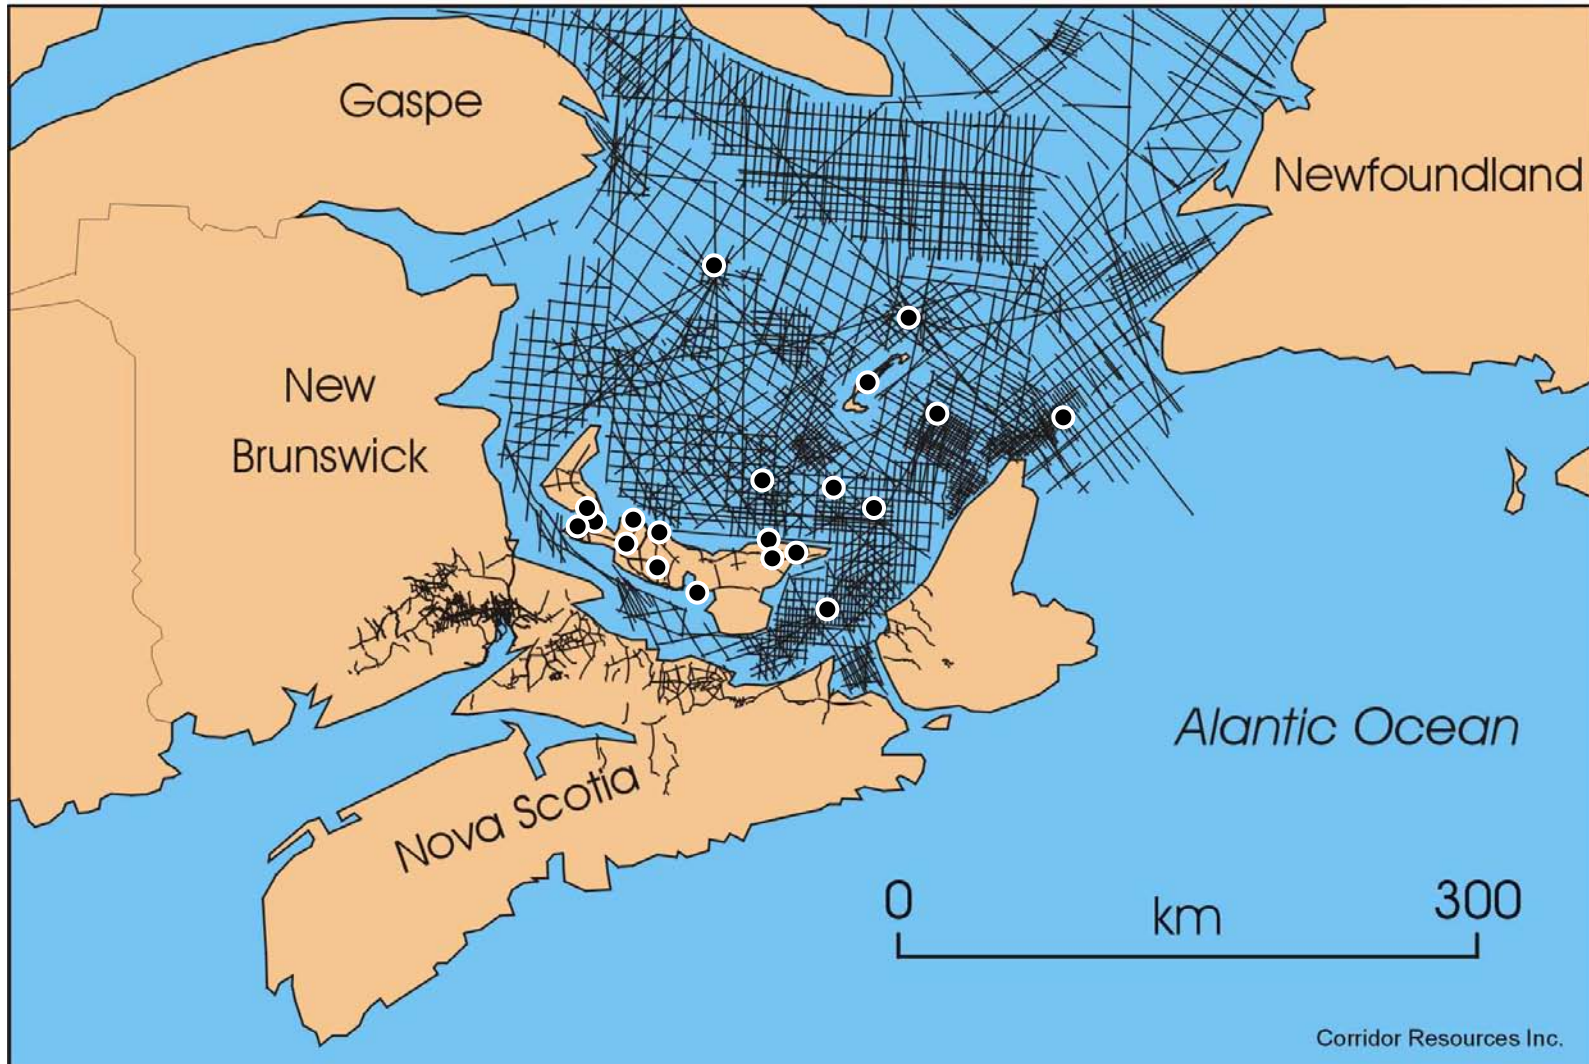 Gaspe
Newfoundland
New
Brunswick
Alantic Ocean
Nova Scotia
0
300
km
Corridor Resources Inc.